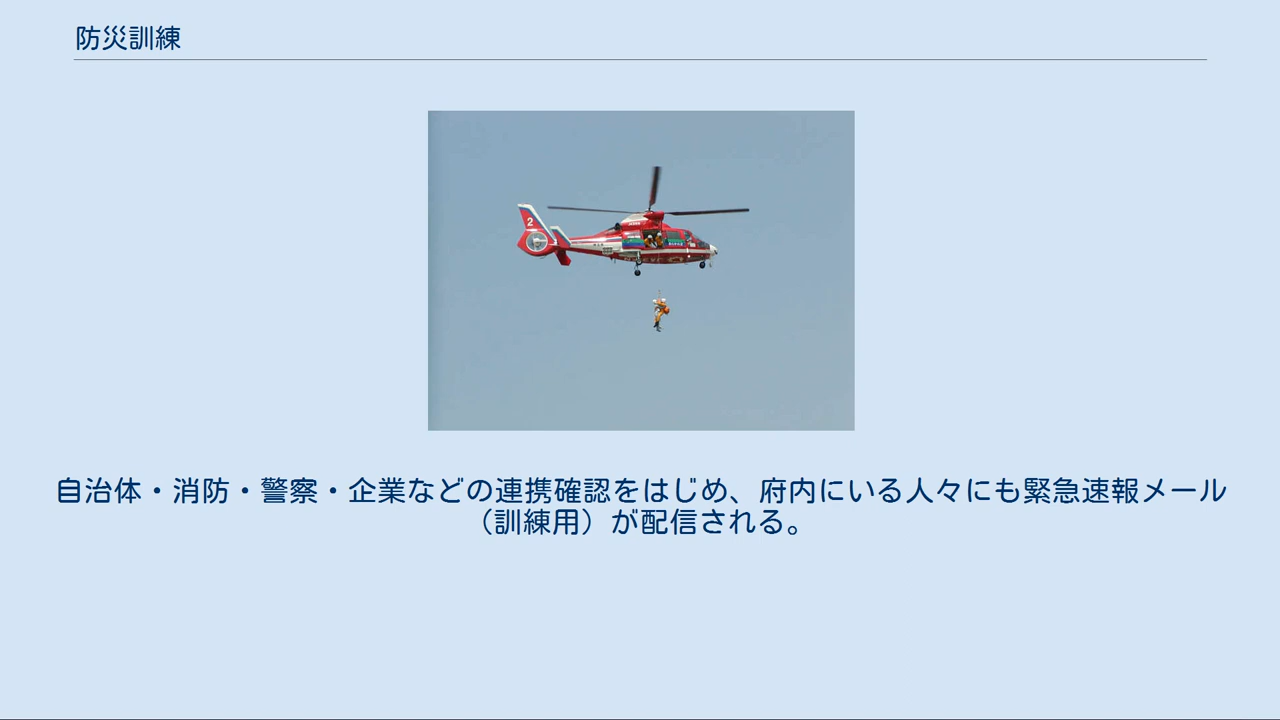 防災訓練
2
自治体・消防・警察・企業などの連携確認をはじめ、府内にいる人々にも緊急速報メール
（訓練用）が配信される。